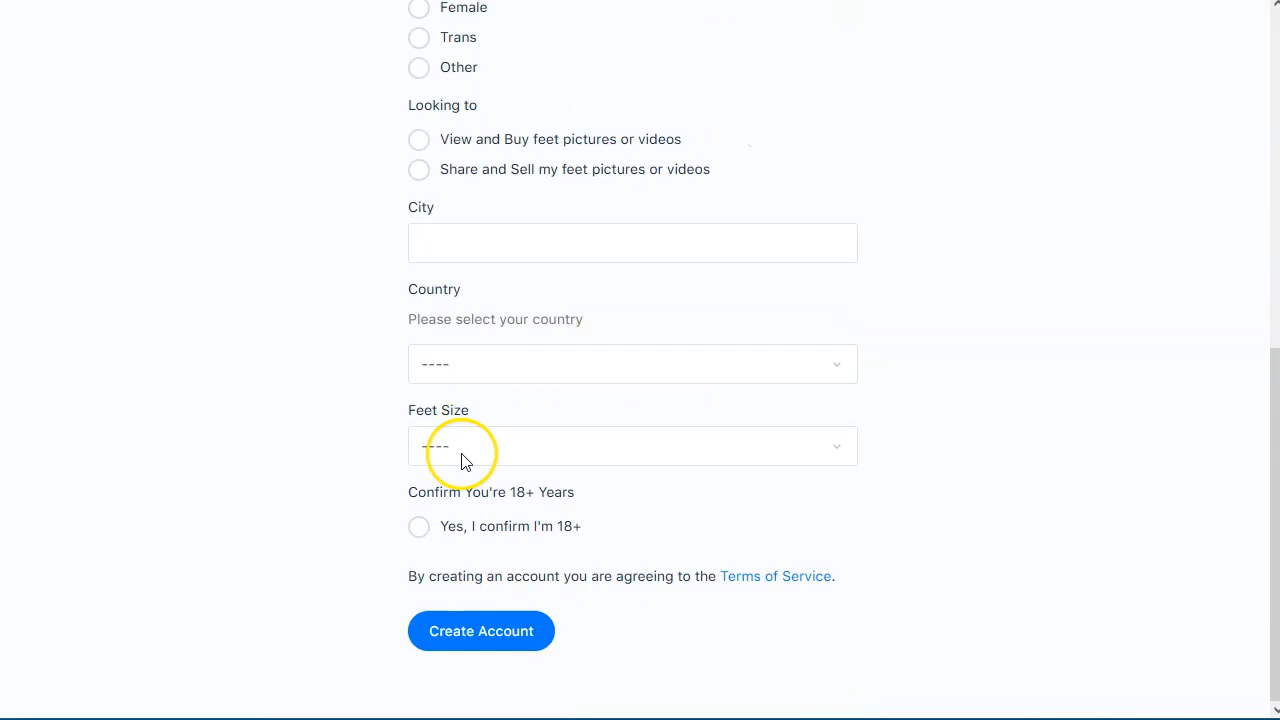 Female
Trans
Other
Looking to
View and Buy feet pictures or videos
Share and Sell my feet pictures or videos
City
Country
Please select your country
----
Feet Size
----
Confirm You're 18+ Years
Yes, I confirm I'm 18+
By creating an account you are agreeing to the Terms of Service.
Create Account